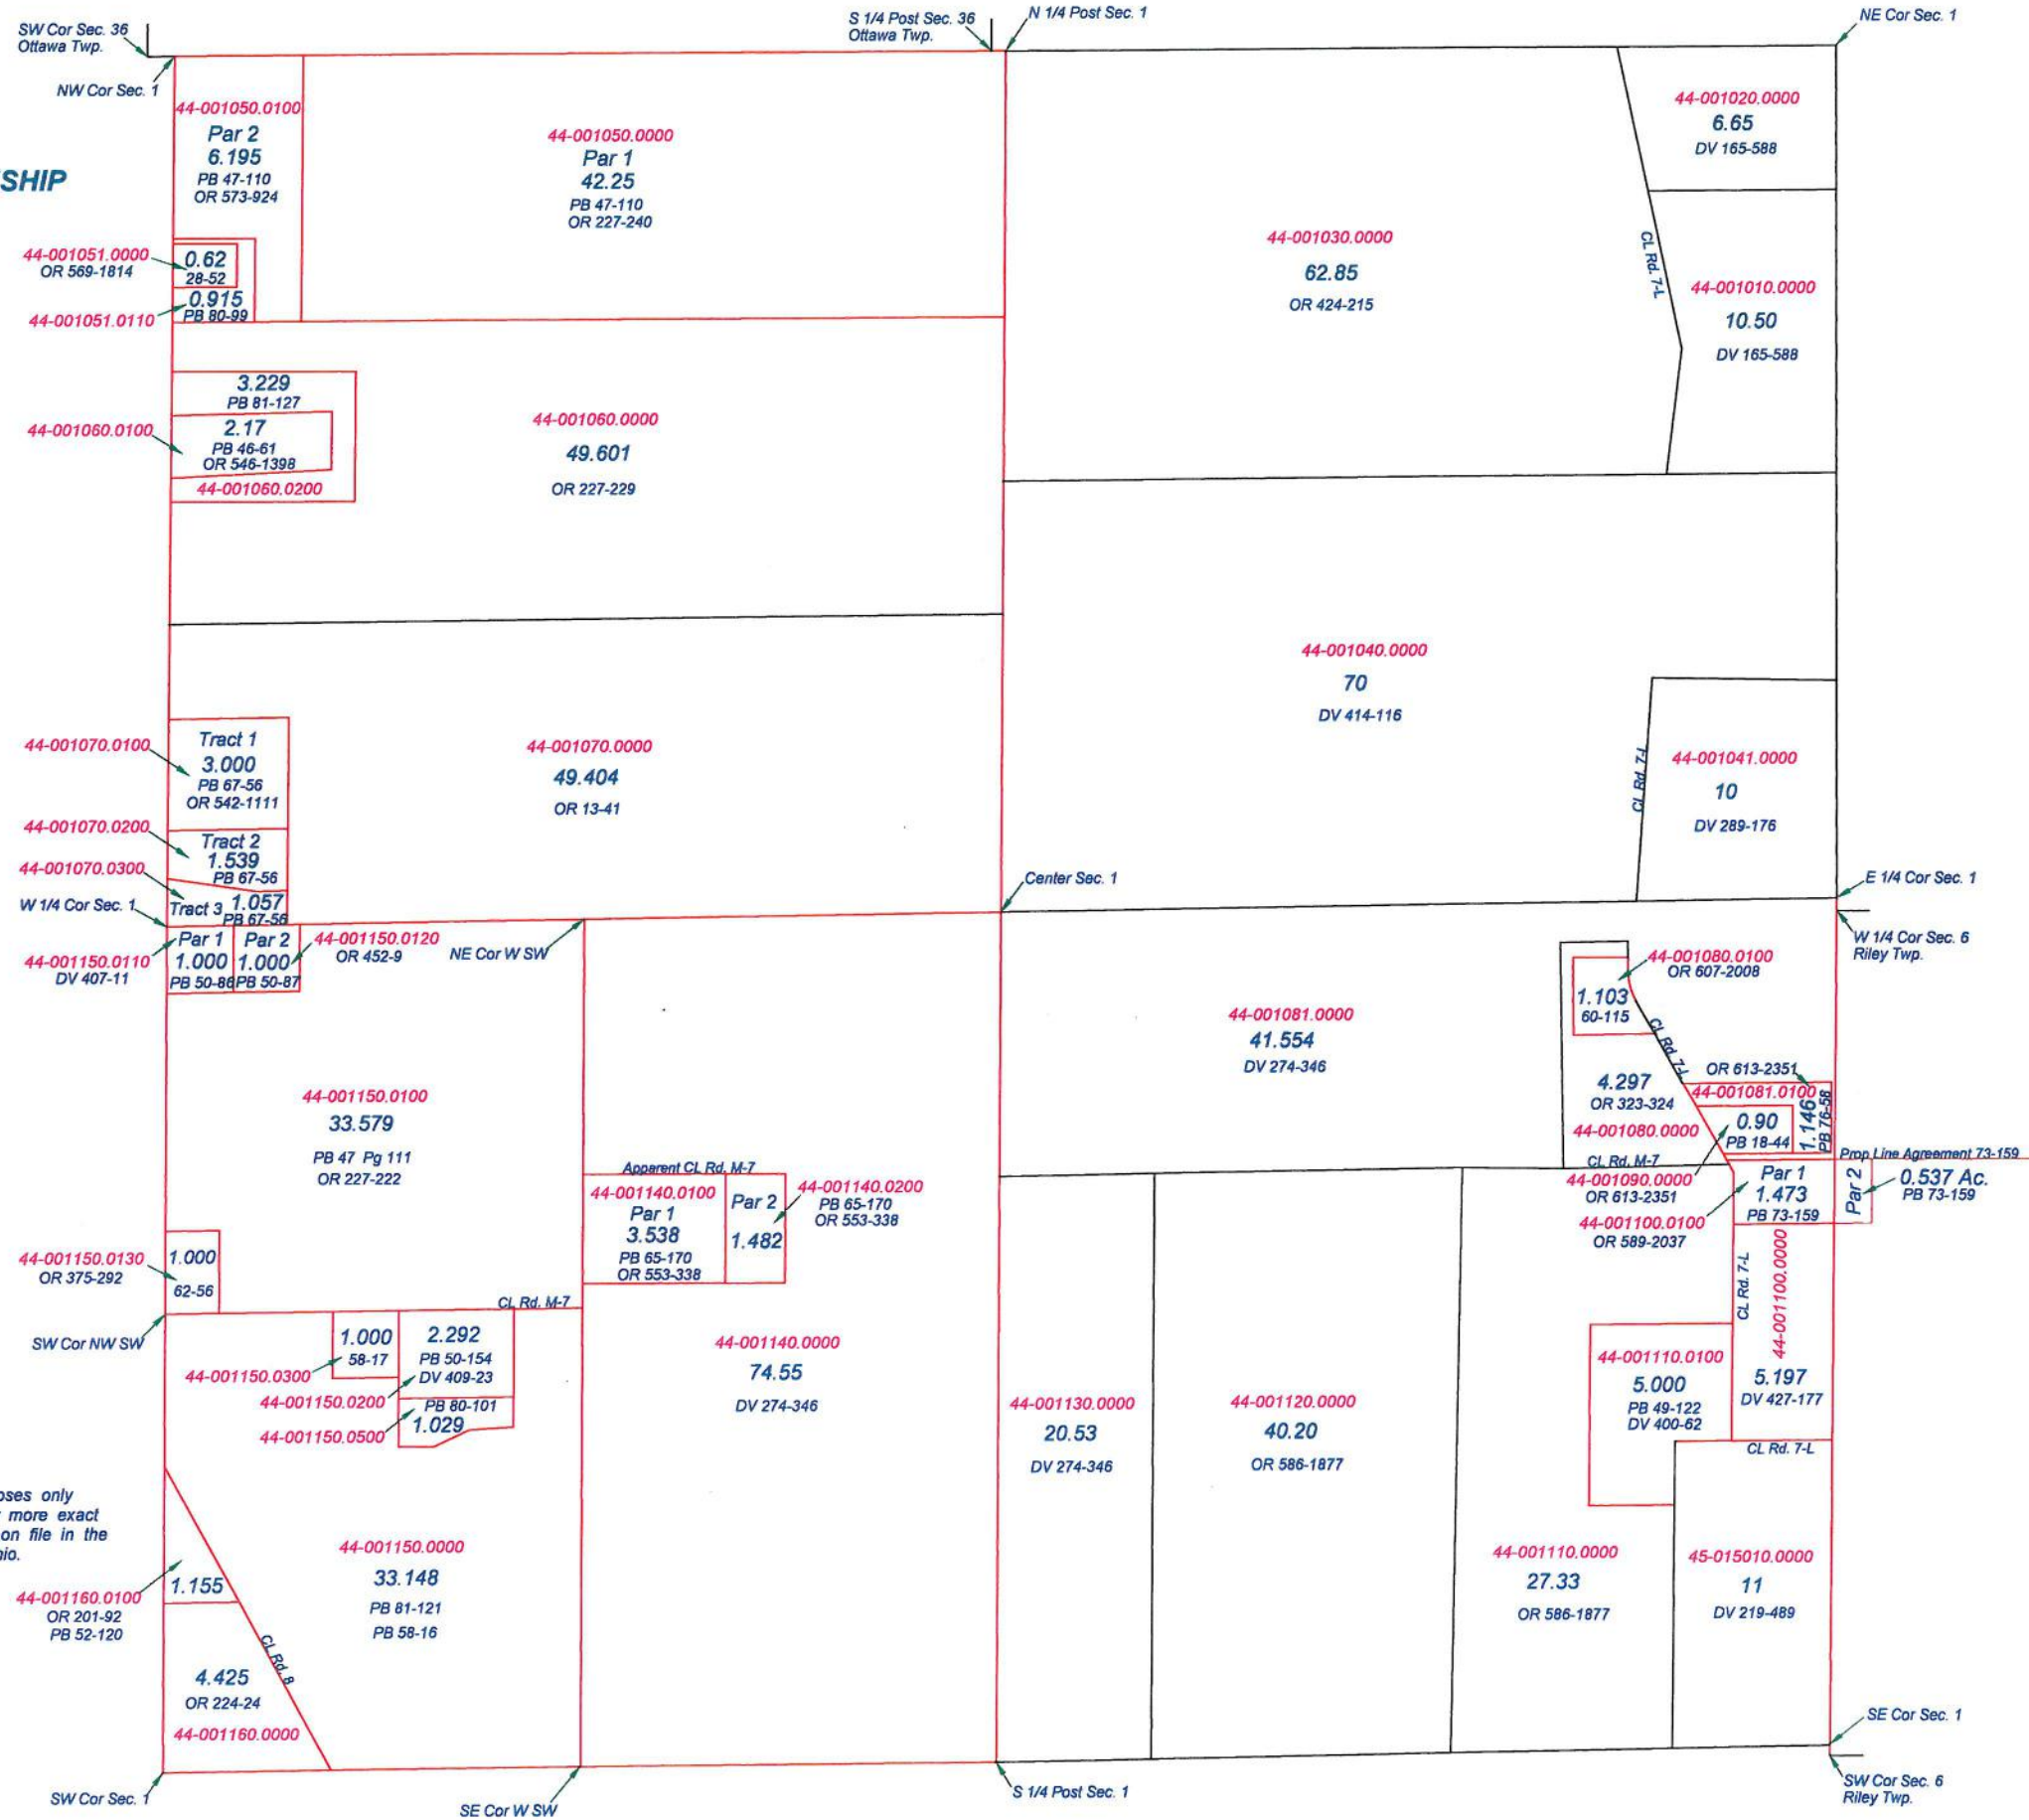 SW Cor Sec. 36
Ottawa Twp.
S 1/4 Post Sec. 36
Ottawa Twp.
N 1/4 Post Sec. 1
NE Cor Sec. 1
NW Cor Sec. 1
SHIP
44-001050.0100
Par 2
6.195
PB 47-110
OR 573-924
44-001050.0000
Par 1
42.25
PB 47-110
OR 227-240
44-001020.0000
6.65
DV 165-588
44-001030.0000
62.85
OR 424-215
CL Rd. 7-L
44-001010.0000
10.50
DV 165-588
44-001051.0000
OR 569-1814
0.62
28-52
0.915
PB 80-99
44-001051.0110
3.229
PB 81-127
44-001060.0100
2.17
PB 46-61
OR 546-1398
44-001060.0200
44-001060.0000
49.601
OR 227-229
44-001040.0000
70
DV 414-116
CL Rd. 7-L
44-001041.0000
10
DV 289-176
44-001070.0100
Tract 1
3.000
PB 67-56
OR 542-1111
44-001070.0000
49.404
OR 13-41
44-001070.0200
Tract 2
1.539
PB 67-56
44-001070.0300
Tract 3
1.057
PB 67-56
W 1/4 Cor Sec. 1
Center Sec. 1
E 1/4 Cor Sec. 1
W 1/4 Cor Sec. 6
Riley Twp.
44-001150.0110
DV 407-11
Par 1
1.000
PB 50-86
Par 2
1.000
PB 50-87
44-001150.0120
OR 452-9
NE Cor W SW
44-001080.0100
OR 607-2008
1.103
60-115
CL Rd. 7-L
44-001081.0000
41.554
DV 274-346
4.297
OR 323-324
44-001080.0000
OR 613-2351
44-001081.0100
1.146
PB 76-58
0.90
PB 18-44
44-001150.0100
33.579
PB 47 Pg 111
OR 227-222
CL Rd. M-7
Prop Line Agreement 73-159
44-001090.0000
OR 613-2351
Par 1
1.473
PB 73-159
Par 2
0.537 Ac.
PB 73-159
44-001100.0100
OR 589-2037
Apparent CL Rd. M-7
44-001140.0100
Par 1
3.538
PB 65-170
OR 553-338
Par 2
1.482
44-001140.0200
PB 65-170
OR 553-338
44-001150.0130
OR 375-292
1.000
62-56
CL Rd. M-7
SW Cor NW SW
1.000
58-17
44-001150.0300
2.292
PB 50-154
DV 409-23
44-001150.0200
PB 80-101
1.029
44-001150.0500
44-001140.0000
74.55
DV 274-346
44-001130.0000
20.53
DV 274-346
44-001120.0000
40.20
OR 586-1877
44-001110.0100
5.000
PB 49-122
DV 400-62
CL Rd. 7-L
44-001100.0000
5.197
DV 427-177
CL Rd. 7-L
oses only
more exact
on file in the
nio.
44-001160.0100
OR 201-92
PB 52-120
1.155
44-001150.0000
33.148
PB 81-121
PB 58-16
44-001110.0000
27.33
OR 586-1877
45-015010.0000
11
DV 219-489
CL Rd. 8
4.425
OR 224-24
44-001160.0000
SW Cor Sec. 1
SE Cor W SW
S 1/4 Post Sec. 1
SE Cor Sec. 1
SW Cor Sec. 6
Riley Twp.